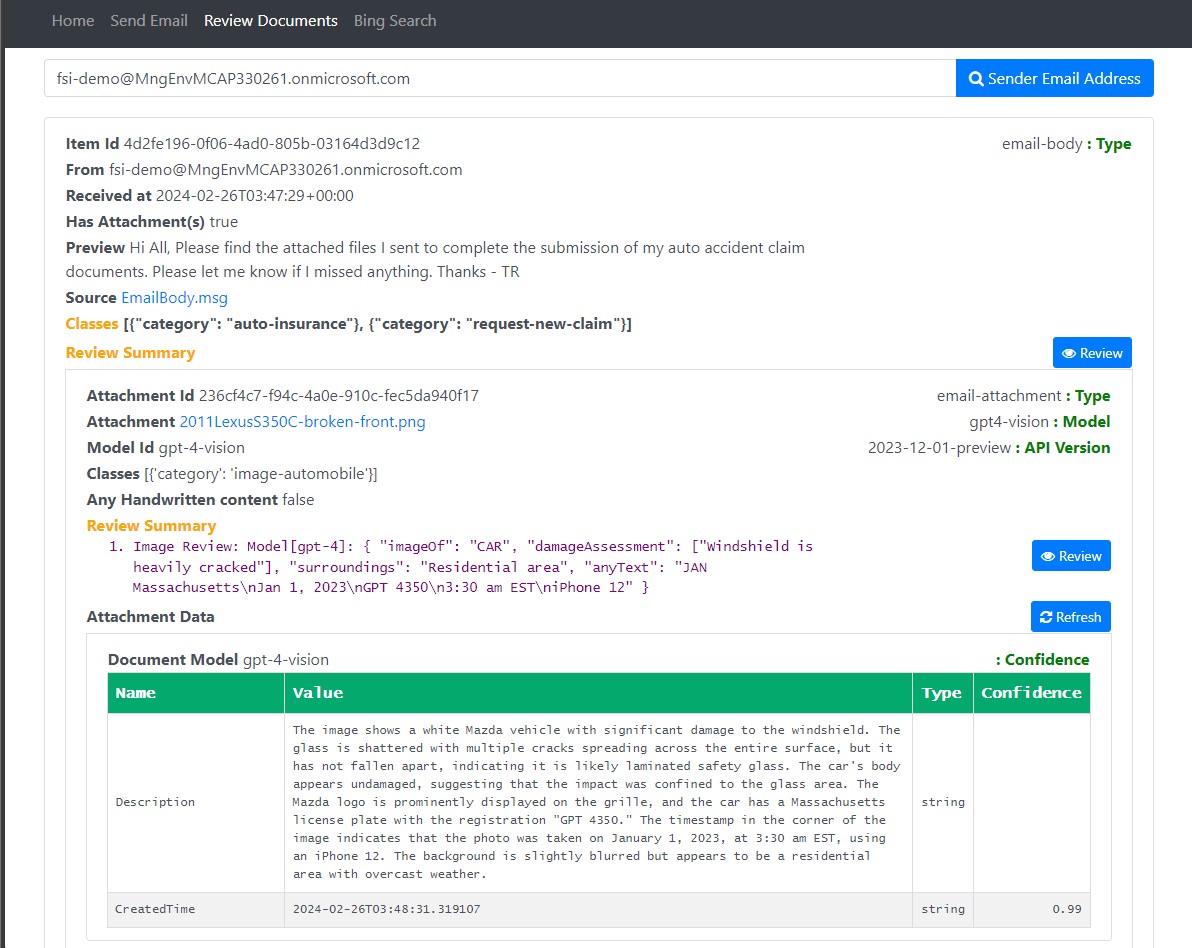 Home Send Email Review Documents Bing Search
fsi-demo@MngEnvMCAP330261.onmicrosoft.com Sender Email Address
Item Id 4d2fe196-0f06-4ad0-805b-03164d3d9c12 email-body : Type
From fsi-demo@MngEnvMCAP330261.onmicrosoft.com
Received at 2024-02-26T03:47:29+00:00
Has Attachment(s) true
Preview Hi All, Please find the attached files I sent to complete the submission of my auto accident claim
documents. Please let me know if I missed anything. Thanks - TR
Source EmailBody.msg
Classes [{"category": "auto-insurance"}, {"category": "request-new-claim"}]
Review Summary Review
Attachment Id 236cf4c7-f94c-4a0e-910c-fec5da940f17 email-attachment : Type
Attachment 2011LexusS350C-broken-front.png gpt4-vision : Model
Model Id gpt-4-vision 2023-12-01-preview : API Version
Classes [{'category': 'image-automobile'}]
Any Handwritten content false
Review Summary
1. Image Review: Model[gpt-4]: { "imageOf": "CAR", "damageAssessment": ["Windshield is
heavily cracked"], "surroundings": "Residential area", "anyText": "JAN Review
Massachusetts\nJan 1, 2023\nGPT 4350\n3:30 am EST\niPhone 12" }
Attachment Data Refresh
Document Model gpt-4-vision : Confidence
Name Value Type Confidence
The image shows a white Mazda vehicle with significant damage to the windshield. The
glass is shattered with multiple cracks spreading across the entire surface, but it
has not fallen apart, indicating it is likely laminated safety glass. The car's body
appears undamaged, suggesting that the impact was confined to the glass area. The
Description Mazda logo is prominently displayed on the grille, and the car has a Massachusetts string
license plate with the registration "GPT 4350." The timestamp in the corner of the
image indicates that the photo was taken on January 1, 2023, at 3:30 am EST, using
an iPhone 12. The background is slightly blurred but appears to be a residential
area with overcast weather.
CreatedTime 2024-02-26T03:48:31.319107 string 0.99